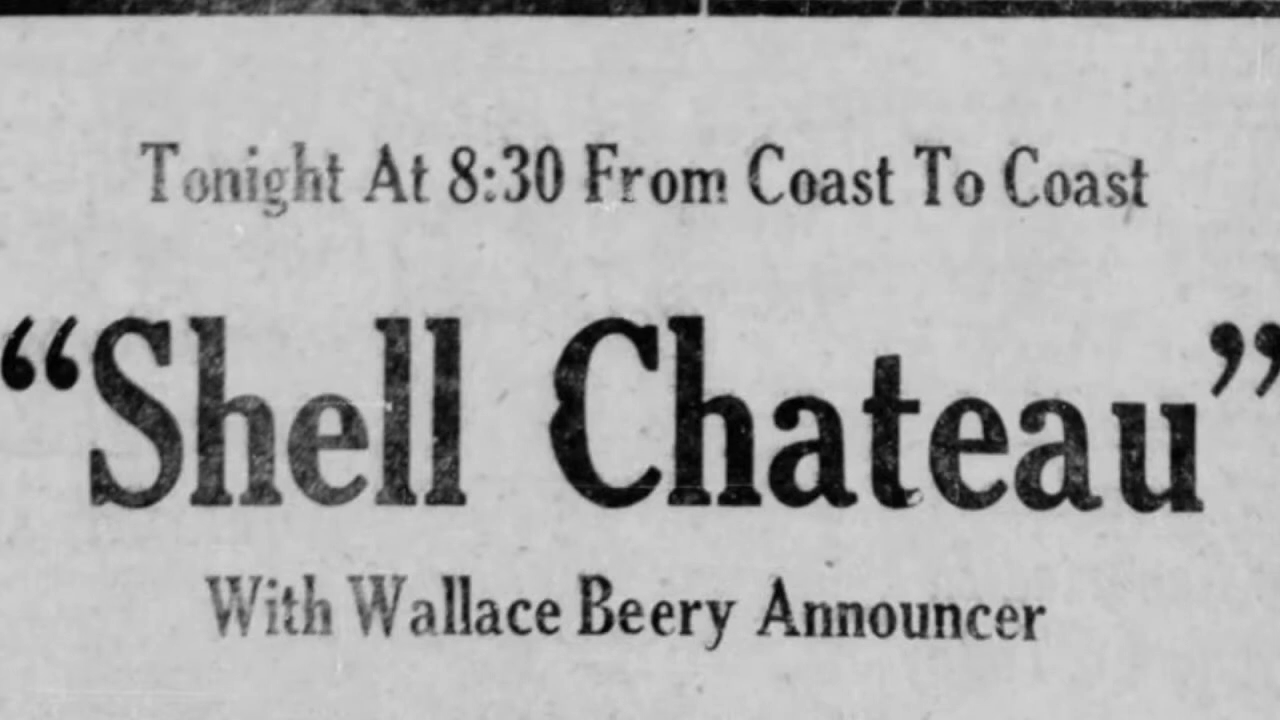 Tonight At 8:30 From Coast To Coast
“Shell Chateau”
With Wallace Beery Announcer